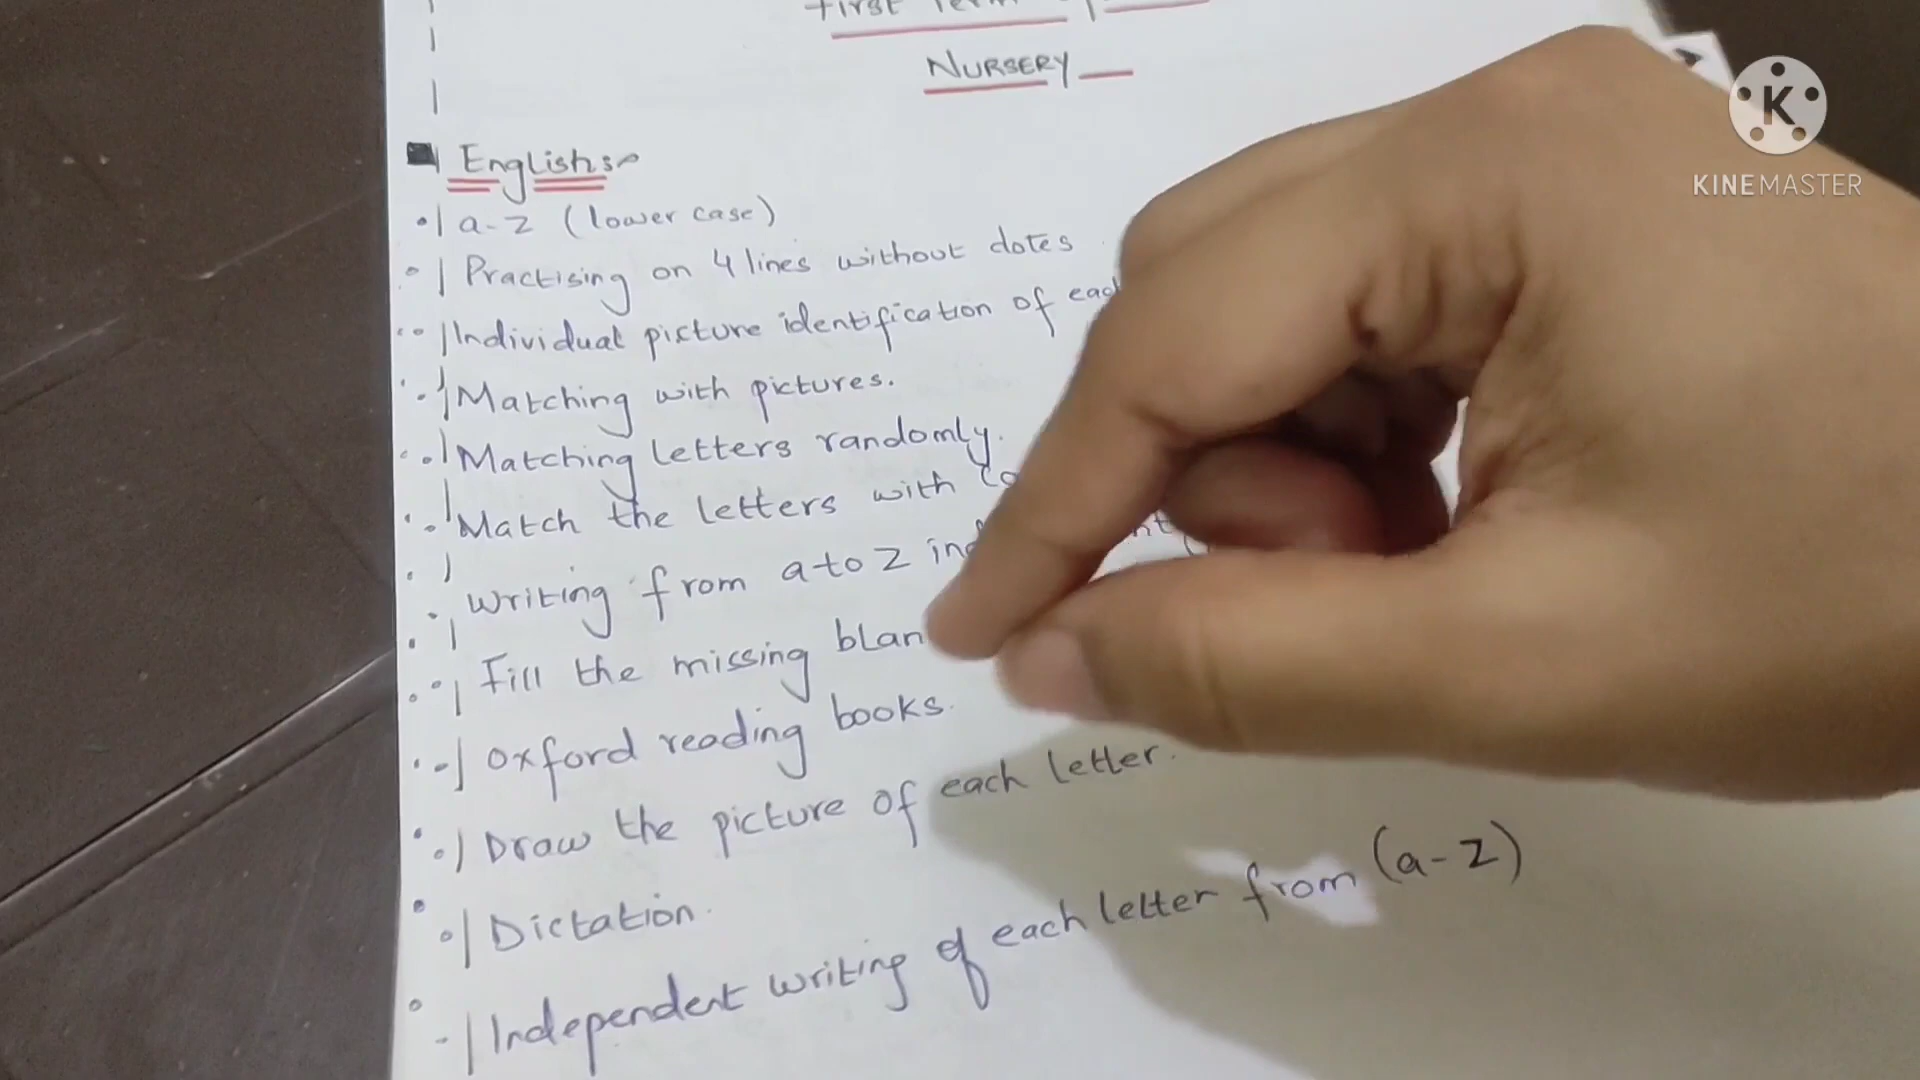 First Term
NURSERY
English:
a-z (lower case)
Practising on 4 lines without dotes
Individual picture identification of
Matching with pictures.
Matching letters randomly.
Match the letters with
Writing from a to z
Fill the missing
Oxford reading books.
Draw the picture of each letter.
Dictation.
Independent writing of each letter from (a-z)
K
KINEMASTER